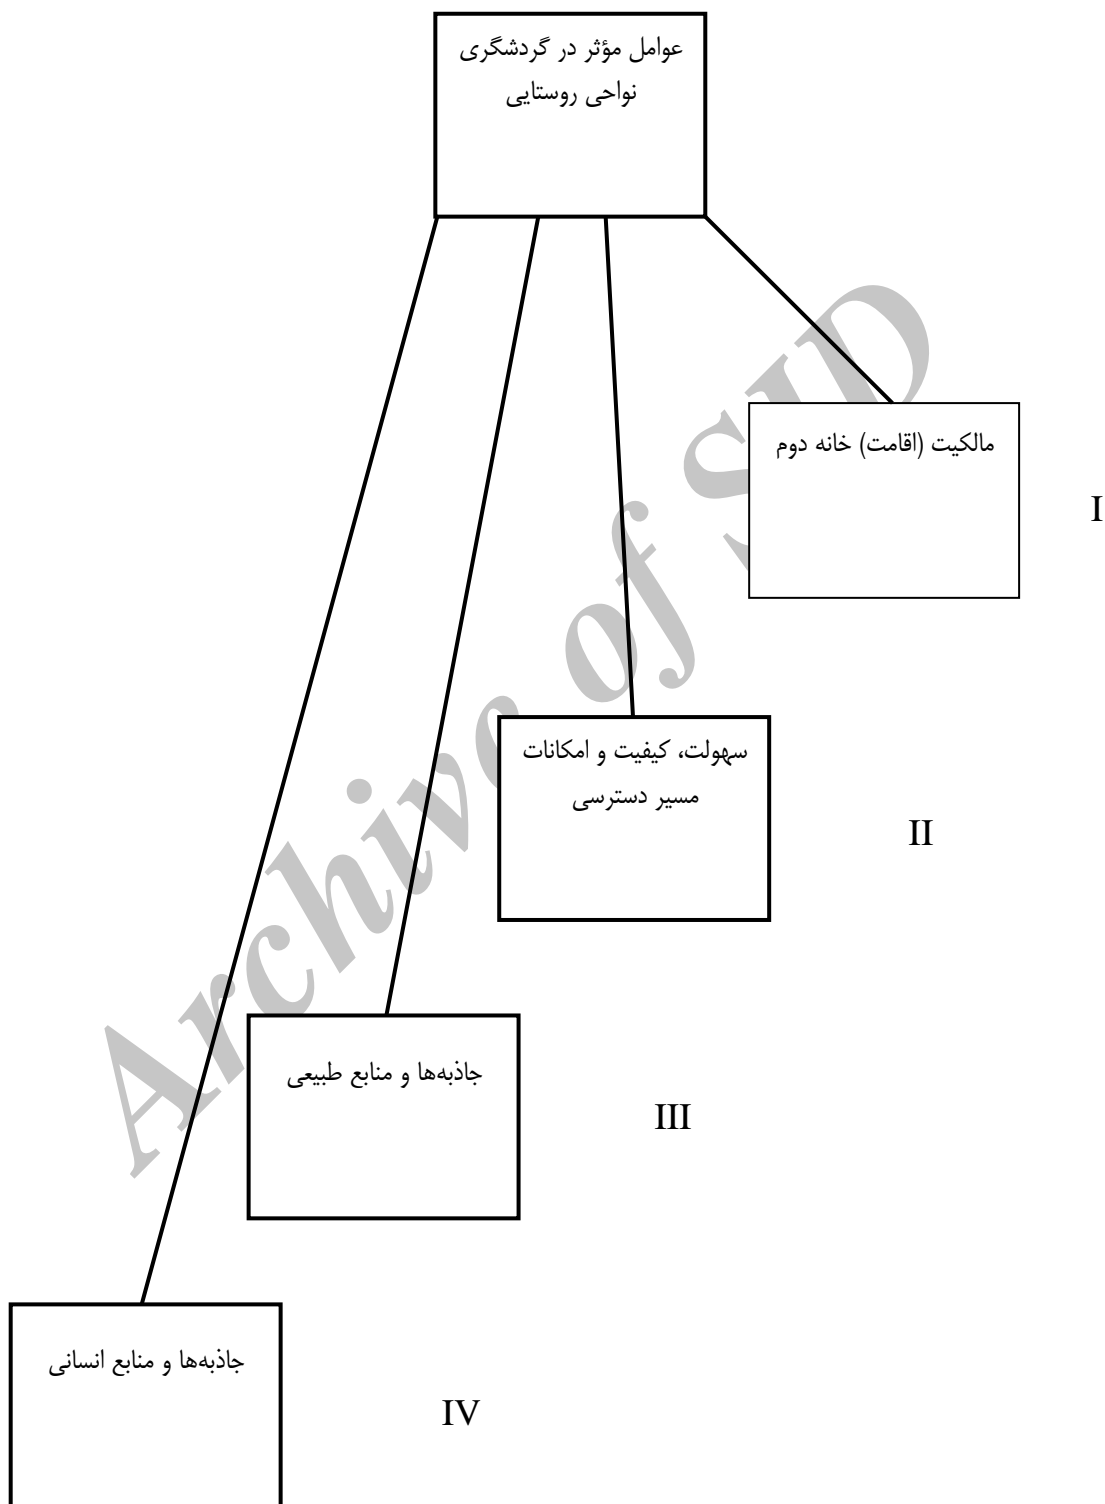 عوامل مؤثر در گردشگری
نواحی روستایی
مالکیت (اقامت) خانه دوم
I
سهولت، کیفیت و امکانات
مسیر دسترسی
II
جاذبه‌ها و منابع طبیعی
III
جاذبه‌ها و منابع انسانی
IV
Archive of SID